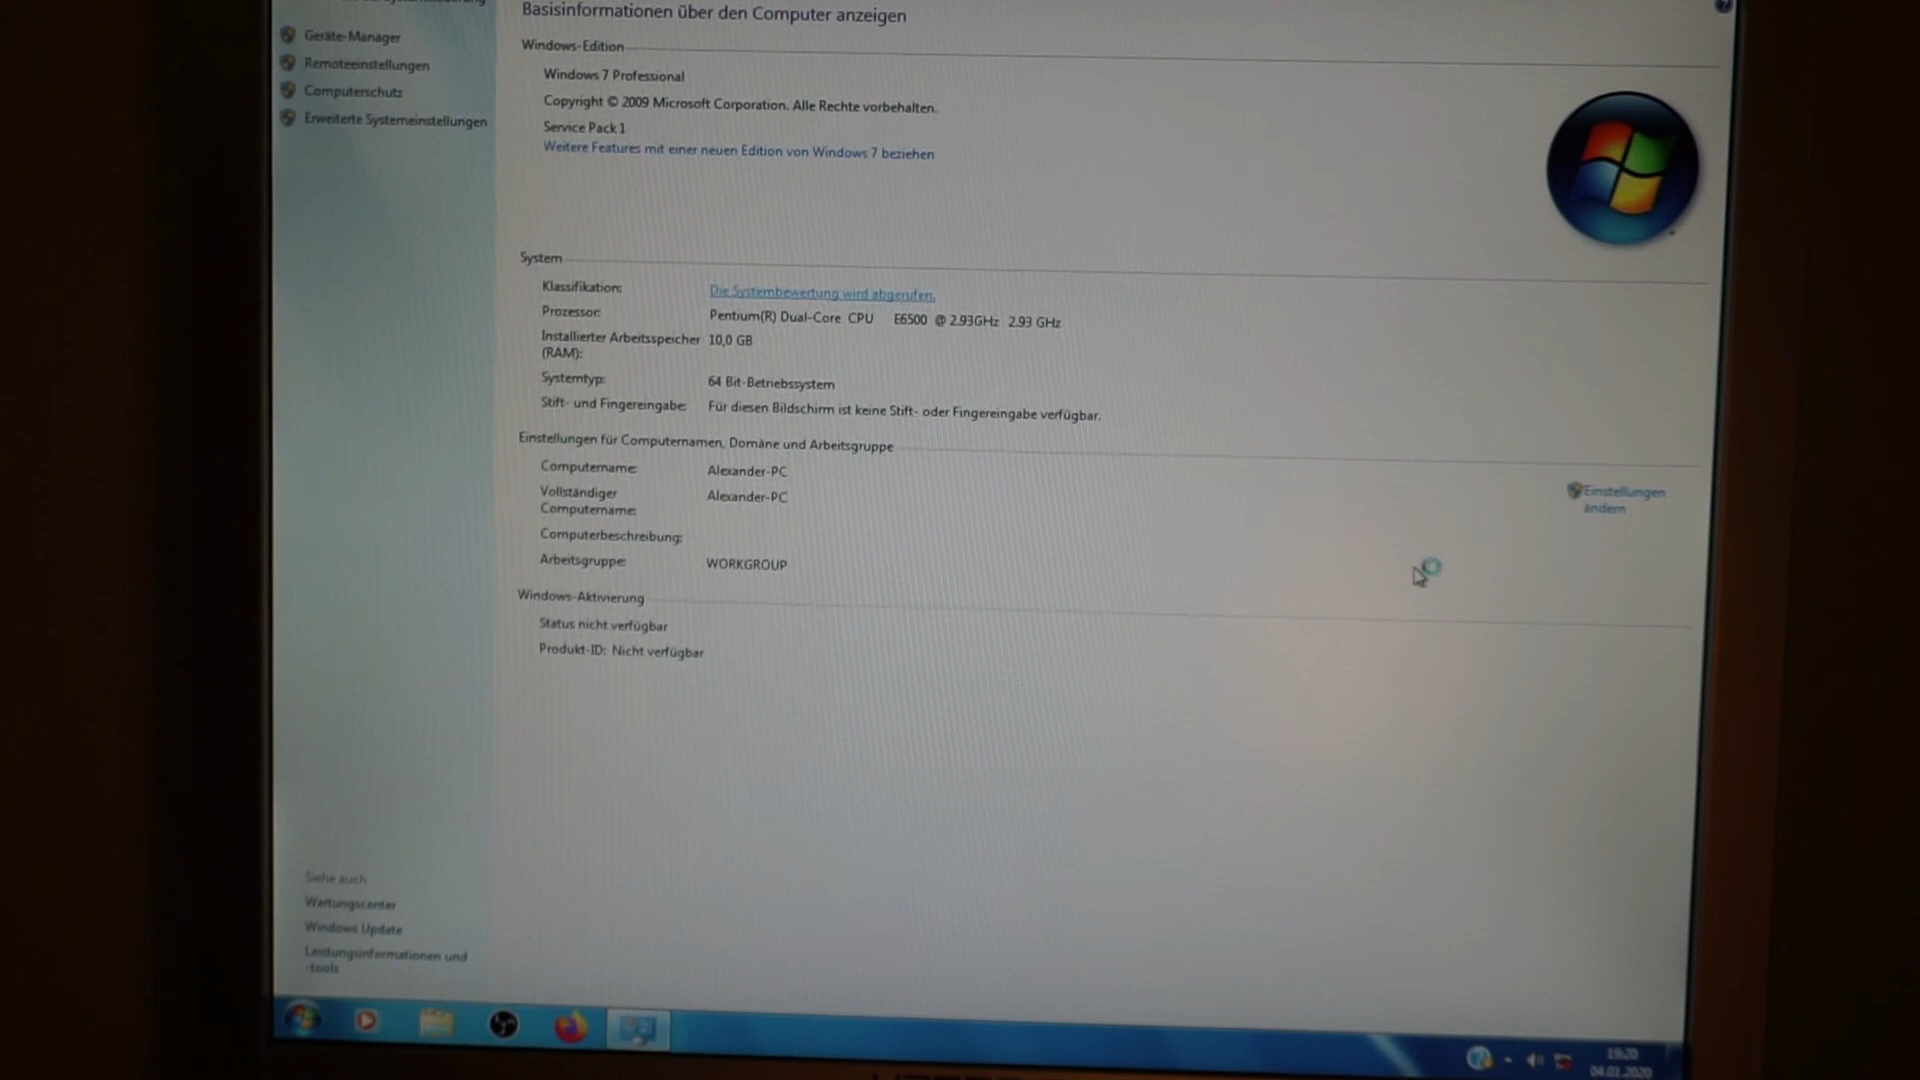 Basisinformationen über den Computer anzeigen
Geräte-Manager
Remoteeinstellungen
Computerschutz
Erweiterte Systemeinstellungen
Windows-Edition
Windows 7 Professional
Copyright © 2009 Microsoft Corporation. Alle Rechte vorbehalten.
Service Pack 1
Weitere Features mit einer neuen Edition von Windows 7 beziehen
System
Klassifikation: Die Systembewertung wird abgerufen.
Prozessor: Pentium(R) Dual-Core CPU E6500 @ 2.93GHz 2.93 GHz
Installierter Arbeitsspeicher 10,0 GB
(RAM):
Systemtyp: 64 Bit-Betriebssystem
Stift- und Fingereingabe: Für diesen Bildschirm ist keine Stift- oder Fingereingabe verfügbar.
Einstellungen für Computernamen, Domäne und Arbeitsgruppe
Computername: Alexander-PC
Vollständiger Alexander-PC
Computername:
Computerbeschreibung:
Arbeitsgruppe: WORKGROUP
Einstellungen
ändern
Windows-Aktivierung
Status nicht verfügbar
Produkt-ID: Nicht verfügbar
Siehe auch
Wartungscenter
Windows Update
Leistungsinformationen und
-tools
19:20
04.01.2020